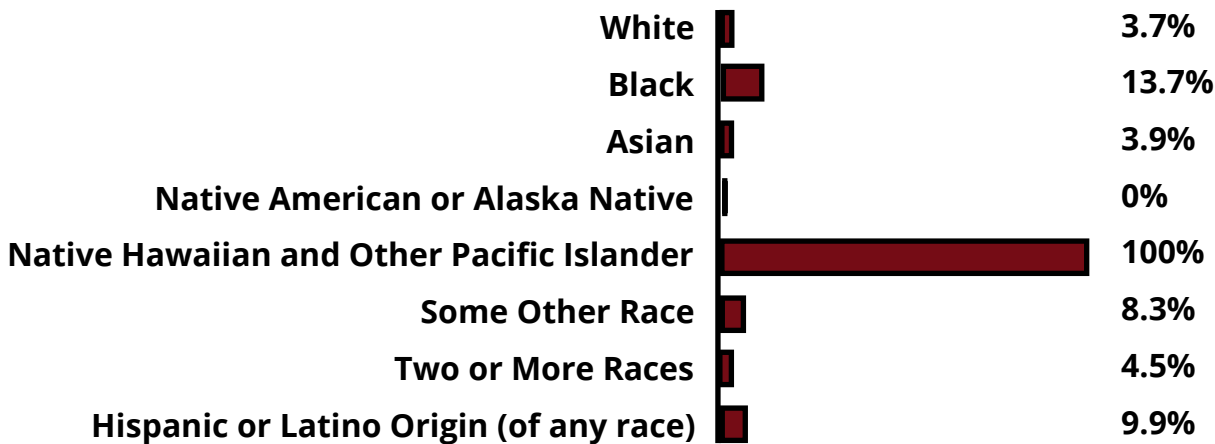 White 3.7%
Black 13.7%
Asian 3.9%
Native American or Alaska Native 0%
Native Hawaiian and Other Pacific Islander 100%
Some Other Race 8.3%
Two or More Races 4.5%
Hispanic or Latino Origin (of any race) 9.9%